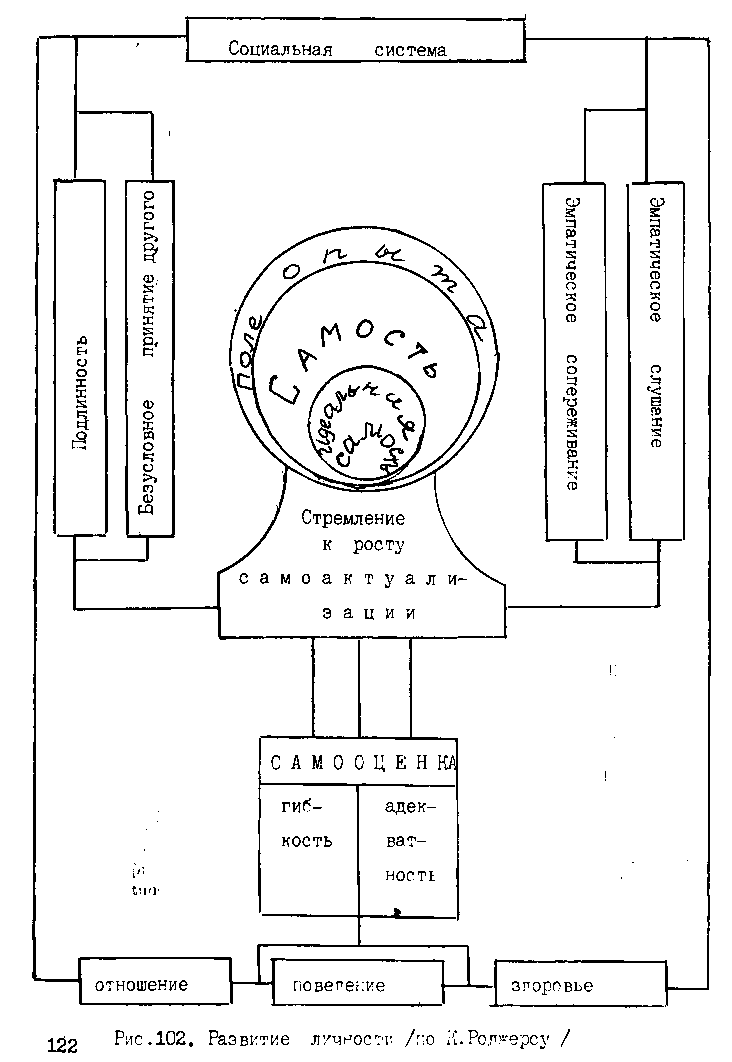 Социальная система
Подлинность
Безусловное принятие другого
поле опыта
САМОСТЬ
идеальная
самость
Эмпатическое сопереживание
Эмпатическое слушание
Стремление
к росту
самоактуали-
зации
САМООЦЕНКА
гиб-
кость
адек-
ват-
ность
отношение
поведение
здоровье
122 Рис.102. Развитие личности /по К.Роджерсу /